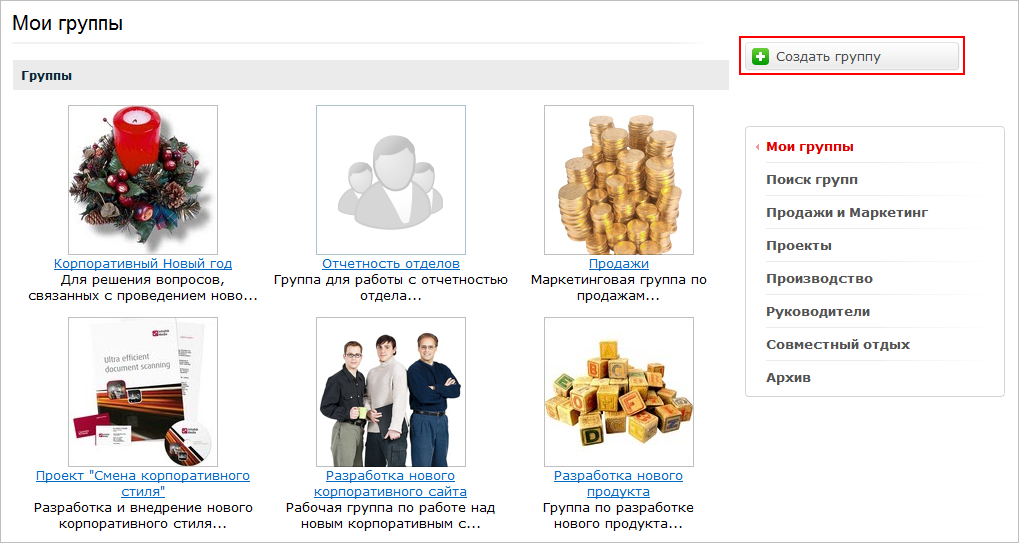 Мои группы
Создать группу
Группы
Корпоративный Новый год
Для решения вопросов,
связанных с проведением ново...
Отчетность отделов
Группа для работы с отчетностью
отдела...
Продажи
Маркетинговая группа по
продажам...
Ultra efficient
document scanning
Проект "Смена корпоративного
стиля"
Разработка и внедрение нового
корпоративного стиля...
Разработка нового
корпоративного сайта
Рабочая группа по работе над
новым корпоративным с...
Разработка нового
продукта
Группа по разработке
нового продукта...
Мои группы
Поиск групп
Продажи и Маркетинг
Проекты
Производство
Руководители
Совместный отдых
Архив